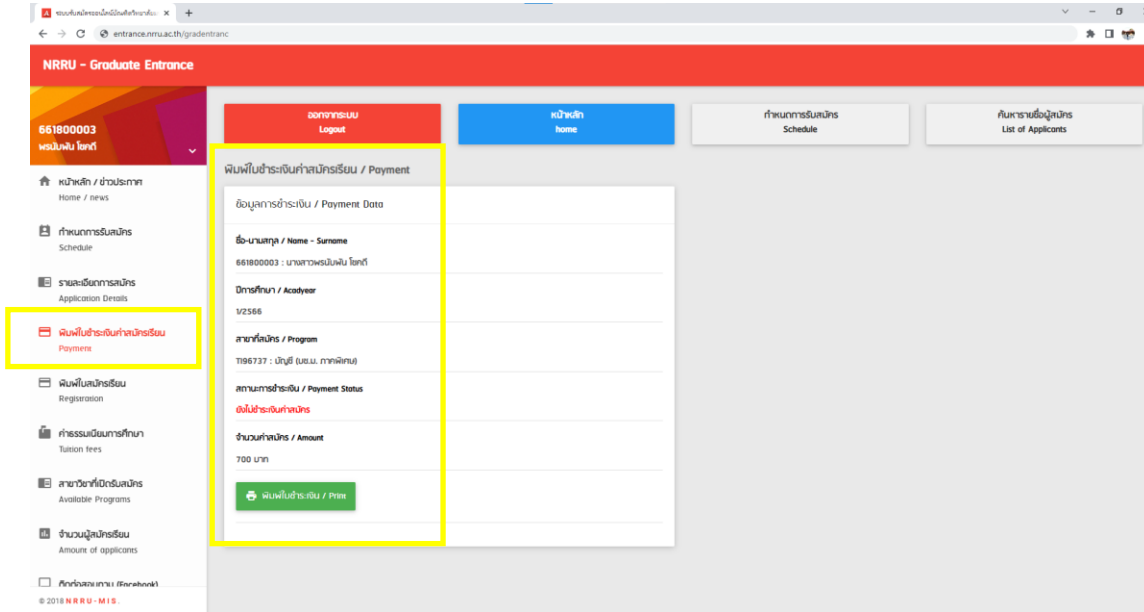 ระบบรับสมัครออนไลน์บัณฑิตวิทยาลัย
entrance.nrru.ac.th/gradentranc
NRRU - Graduate Entrance
661800003
พรนับพัน โชคดี
หน้าหลัก / ข่าวประกาศ
Home / news
กำหนดการรับสมัคร
Schedule
รายละเอียดการสมัคร
Application Details
พิมพ์ใบชำระเงินค่าสมัครเรียน
Payment
พิมพ์ใบสมัครเรียน
Registration
ค่าธรรมเนียมการศึกษา
Tuition fees
สาขาวิชาที่เปิดรับสมัคร
Available Programs
จำนวนผู้สมัครเรียน
Amount of applicants
ติดต่อสอบถาม (Facebook)
© 2018 NRRU-MIS.
ออกจากระบบ
Logout
หน้าหลัก
home
กำหนดการรับสมัคร
Schedule
ค้นหารายชื่อผู้สมัคร
List of Applicants
พิมพ์ใบชำระเงินค่าสมัครเรียน / Payment
ข้อมูลการชำระเงิน / Payment Data
ชื่อ-นามสกุล / Name - Surname
661800003 : นางสาวพรนับพัน โชคดี
ปีการศึกษา / Acadyear
1/2566
สาขาที่สมัคร / Program
TI96737 : บัญชี (บช.ม. ภาคพิเศษ)
สถานะการชำระเงิน / Payment Status
ยังไม่ชำระเงินค่าสมัคร
จำนวนค่าสมัคร / Amount
700 บาท
พิมพ์ใบชำระเงิน / Print